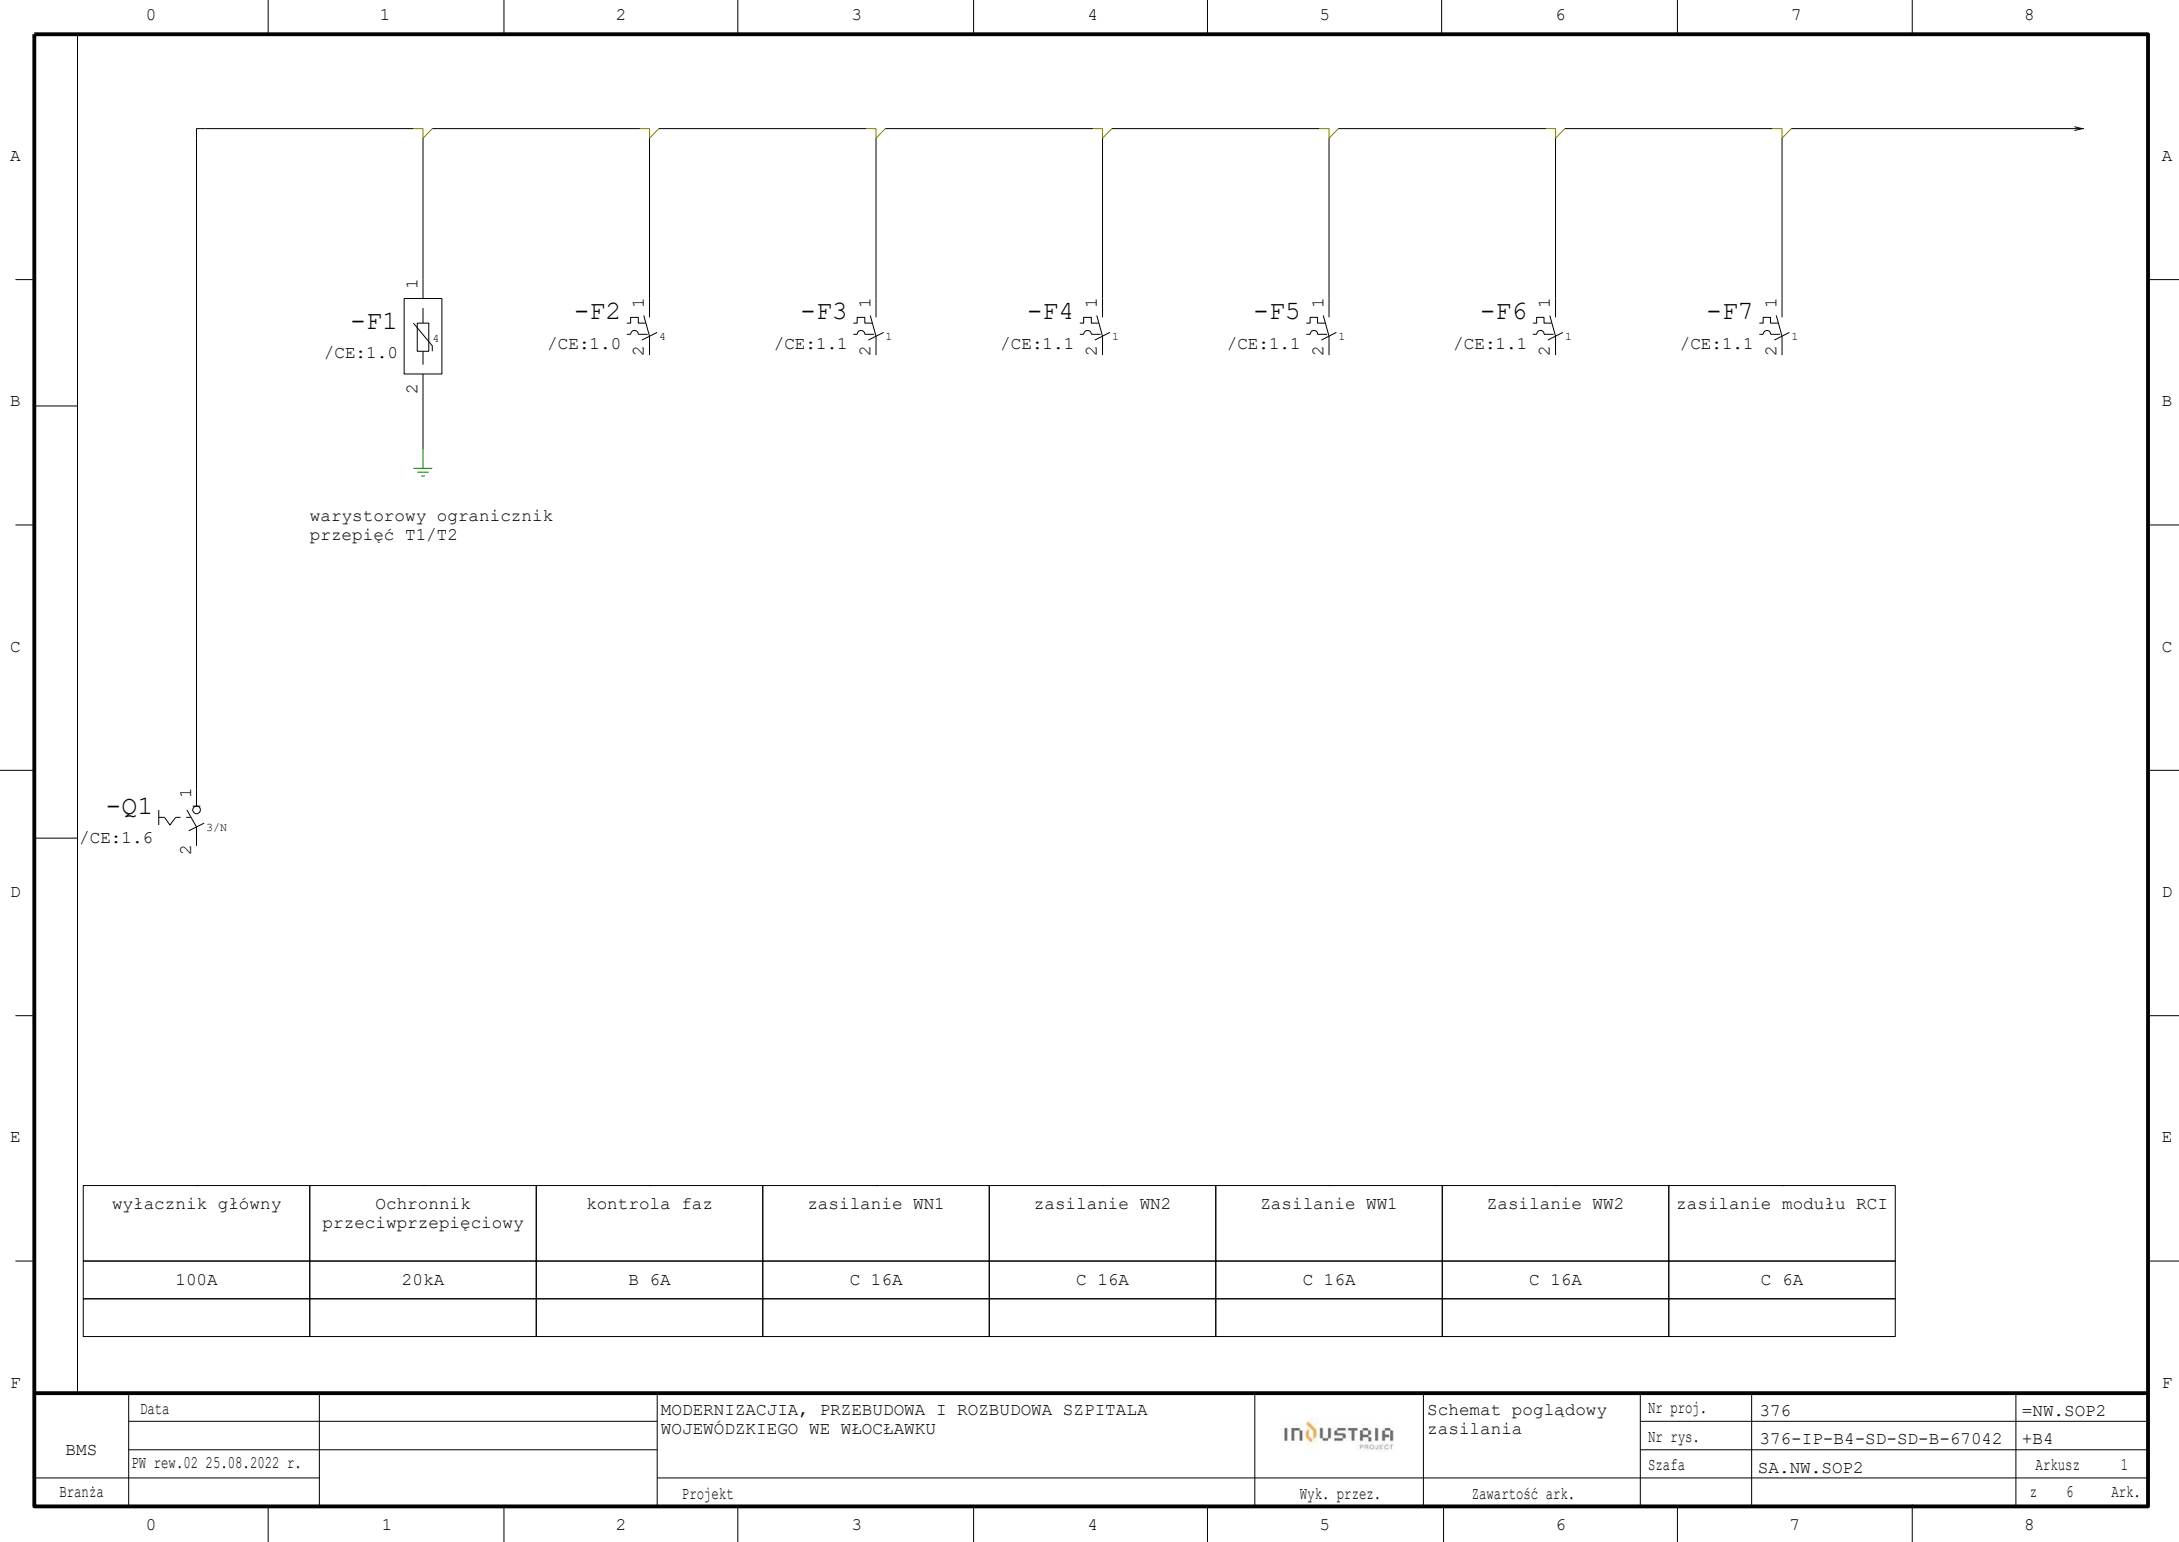 0 1 2 3 4 5 6 7 8
A A
-F1
/CE:1.0
1
2
4
-F2
/CE:1.0
1
2
4
-F3
/CE:1.1
1
2
1
-F4
/CE:1.1
1
2
1
-F5
/CE:1.1
1
2
1
-F6
/CE:1.1
1
2
1
-F7
/CE:1.1
1
2
1
B B
warystorowy ogranicznik
przepięć T1/T2
C C
-Q1
/CE:1.6
1
2
3/N
D D
E E
wyłacznik główny
Ochronnik
przeciwprzepięciowy
kontrola faz
zasilanie WN1
zasilanie WN2
Zasilanie WW1
Zasilanie WW2
zasilanie modułu RCI
100A 20kA B 6A C 16A C 16A C 16A C 16A C 6A
F F
BMS
Branża
Data
PW rew.02 25.08.2022 r.
MODERNIZACJIA, PRZEBUDOWA I ROZBUDOWA SZPITALA
WOJEWÓDZKIEGO WE WŁOCŁAWKU
Projekt
INDUSTRIA
PROJECT
Wyk. przez.
Schemat poglądowy
zasilania
Zawartość ark.
Nr proj. 376 =NW.SOP2
Nr rys. 376-IP-B4-SD-SD-B-67042 +B4
Szafa SA.NW.SOP2 Arkusz 1
z 6 Ark.
0 1 2 3 4 5 6 7 8